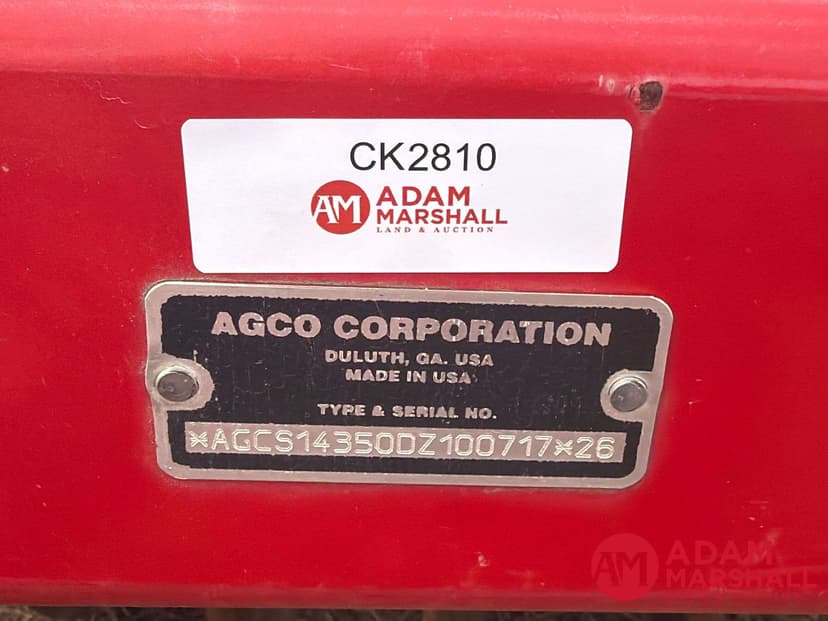 CK2810
AM ADAM
MARSHALL
LAND & AUCTION
AGCO CORPORATION
DULUTH, GA. USA
MADE IN USA
TYPE & SERIAL NO.
*AGCS14350DZ100717*26
AM ADAM
MARSHALL